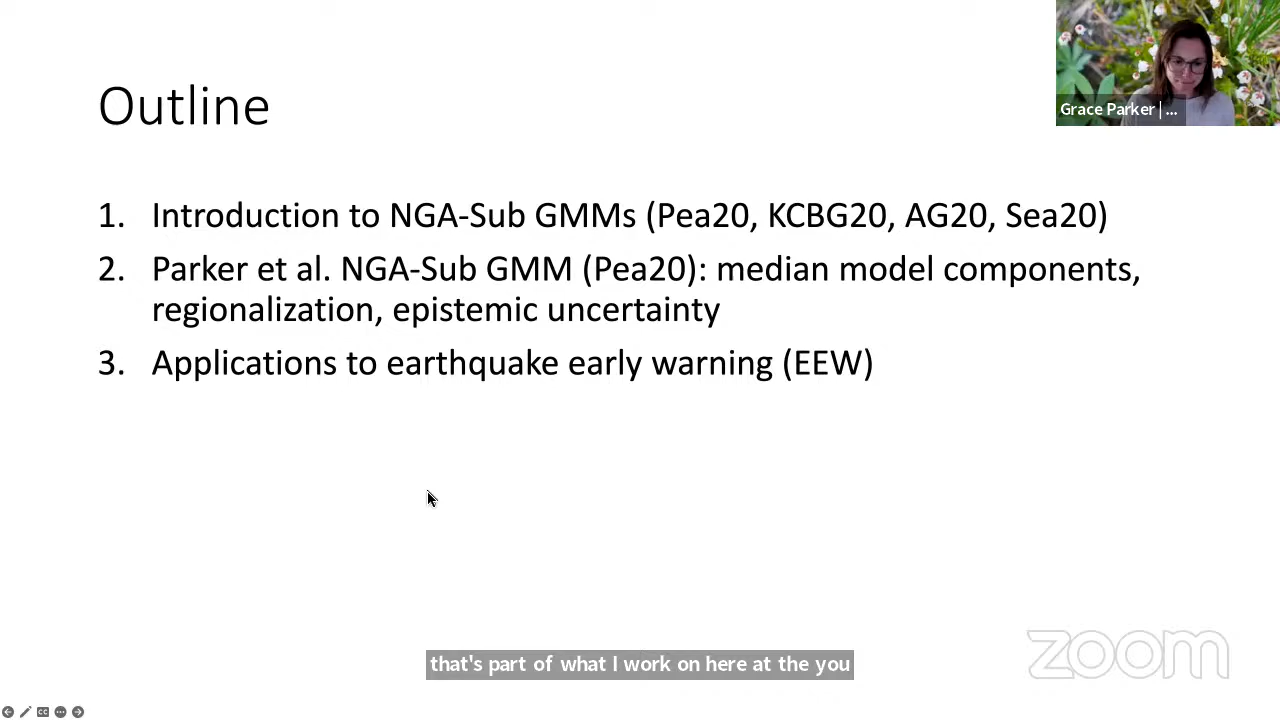 Outline
Grace Parker | ...
1. Introduction to NGA-Sub GMMs (Pea20, KCBG20, AG20, Sea20)
2. Parker et al. NGA-Sub GMM (Pea20): median model components,
regionalization, epistemic uncertainty
3. Applications to earthquake early warning (EEW)
that's part of what I work on here at the you
zoom